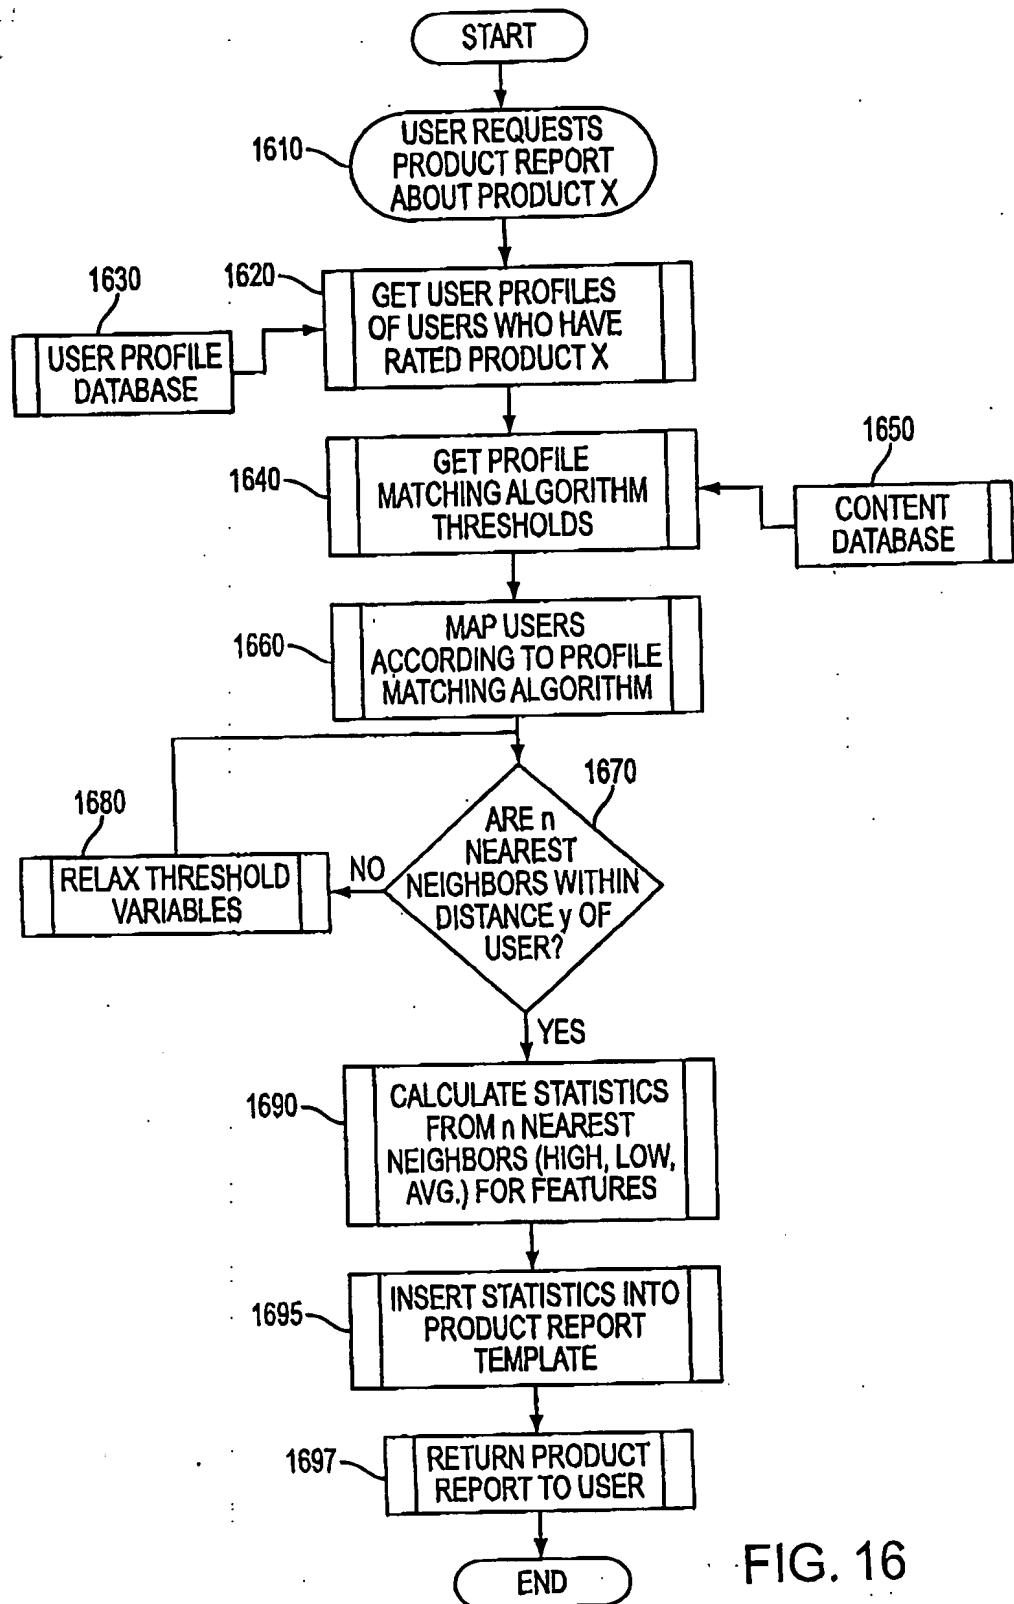 START
1610
USER REQUESTS
PRODUCT REPORT
ABOUT PRODUCT X
1630
USER PROFILE
DATABASE
1620
GET USER PROFILES
OF USERS WHO HAVE
RATED PRODUCT X
1640
GET PROFILE
MATCHING ALGORITHM
THRESHOLDS
1650
CONTENT
DATABASE
1660
MAP USERS
ACCORDING TO PROFILE
MATCHING ALGORITHM
1670
ARE n
NEAREST
NEIGHBORS WITHIN
DISTANCE y OF
USER?
NO
1680
RELAX THRESHOLD
VARIABLES
YES
1690
CALCULATE STATISTICS
FROM n NEAREST
NEIGHBORS (HIGH, LOW,
AVG.) FOR FEATURES
1695
INSERT STATISTICS INTO
PRODUCT REPORT
TEMPLATE
1697
RETURN PRODUCT
REPORT TO USER
END
FIG. 16